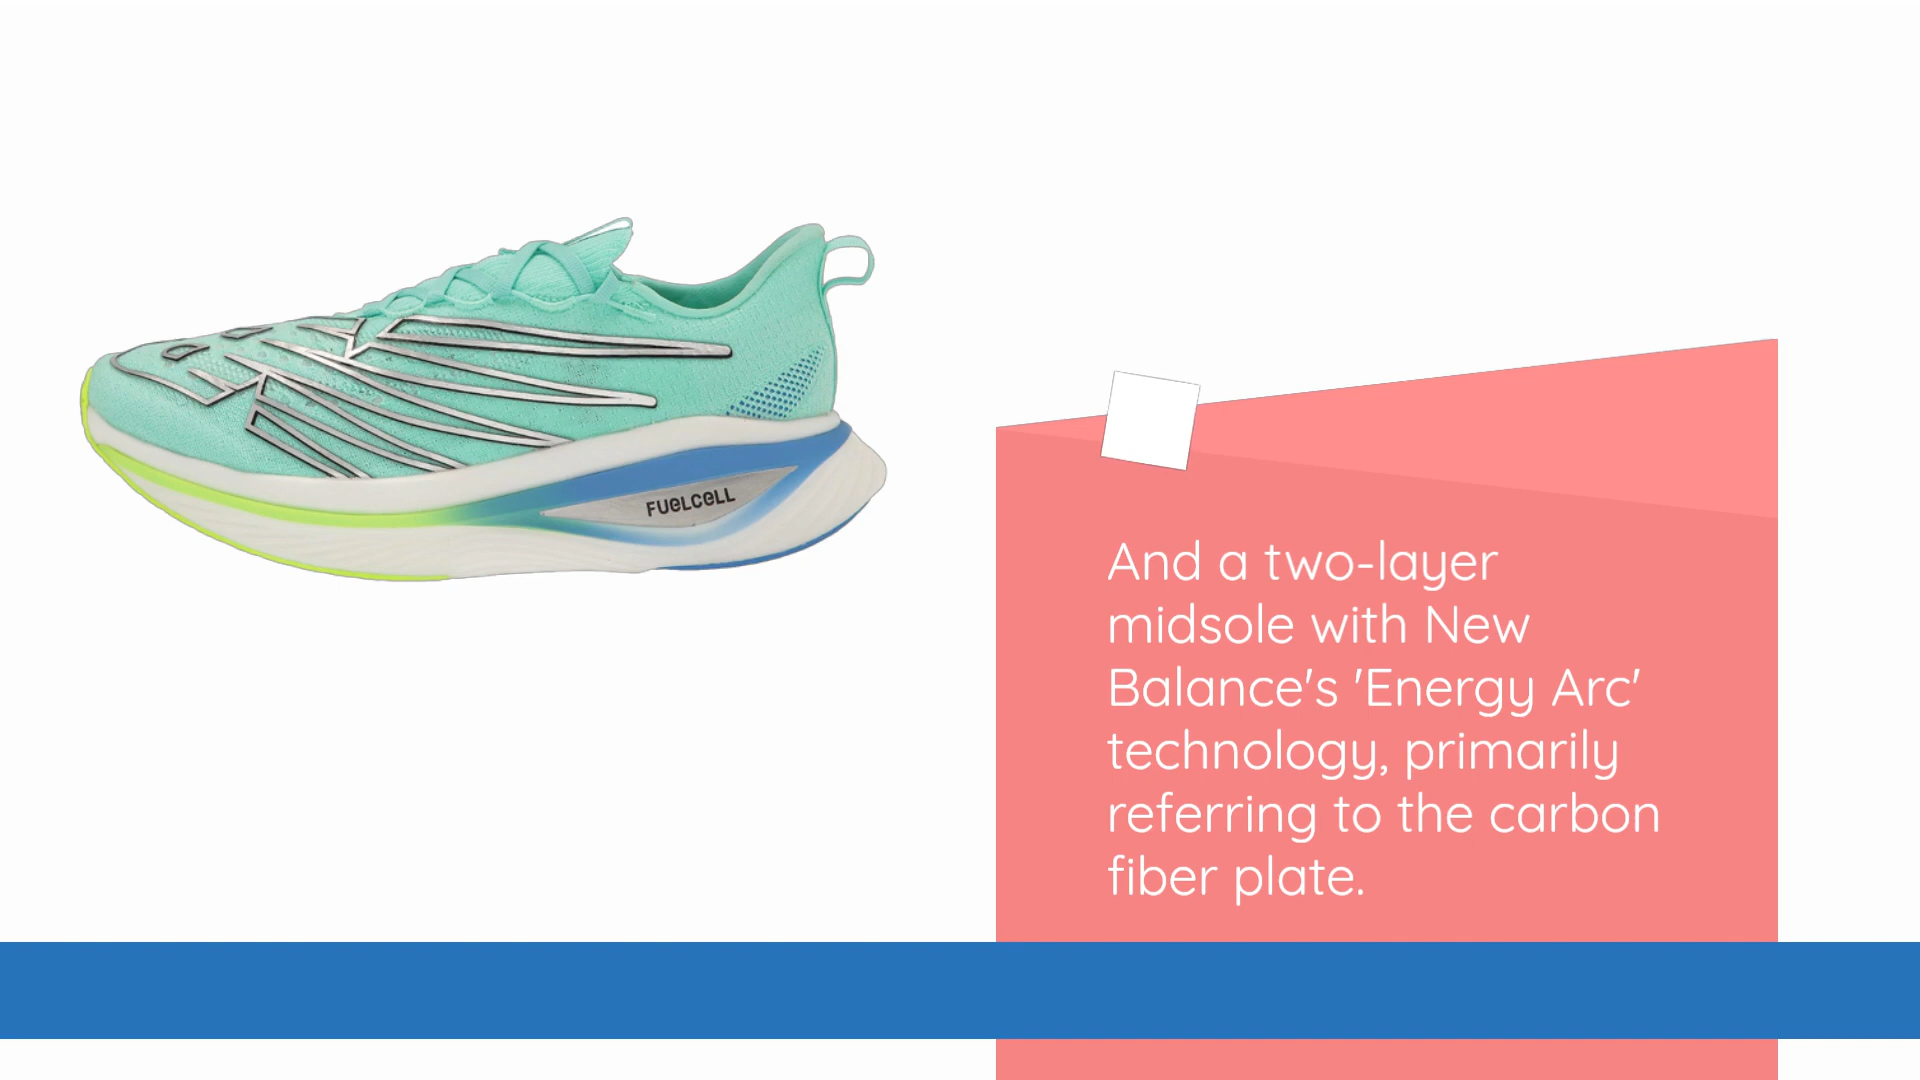 FUELCELL
And a two-layer
midsole with New
Balance's 'Energy Arc'
technology, primarily
referring to the carbon
fiber plate.